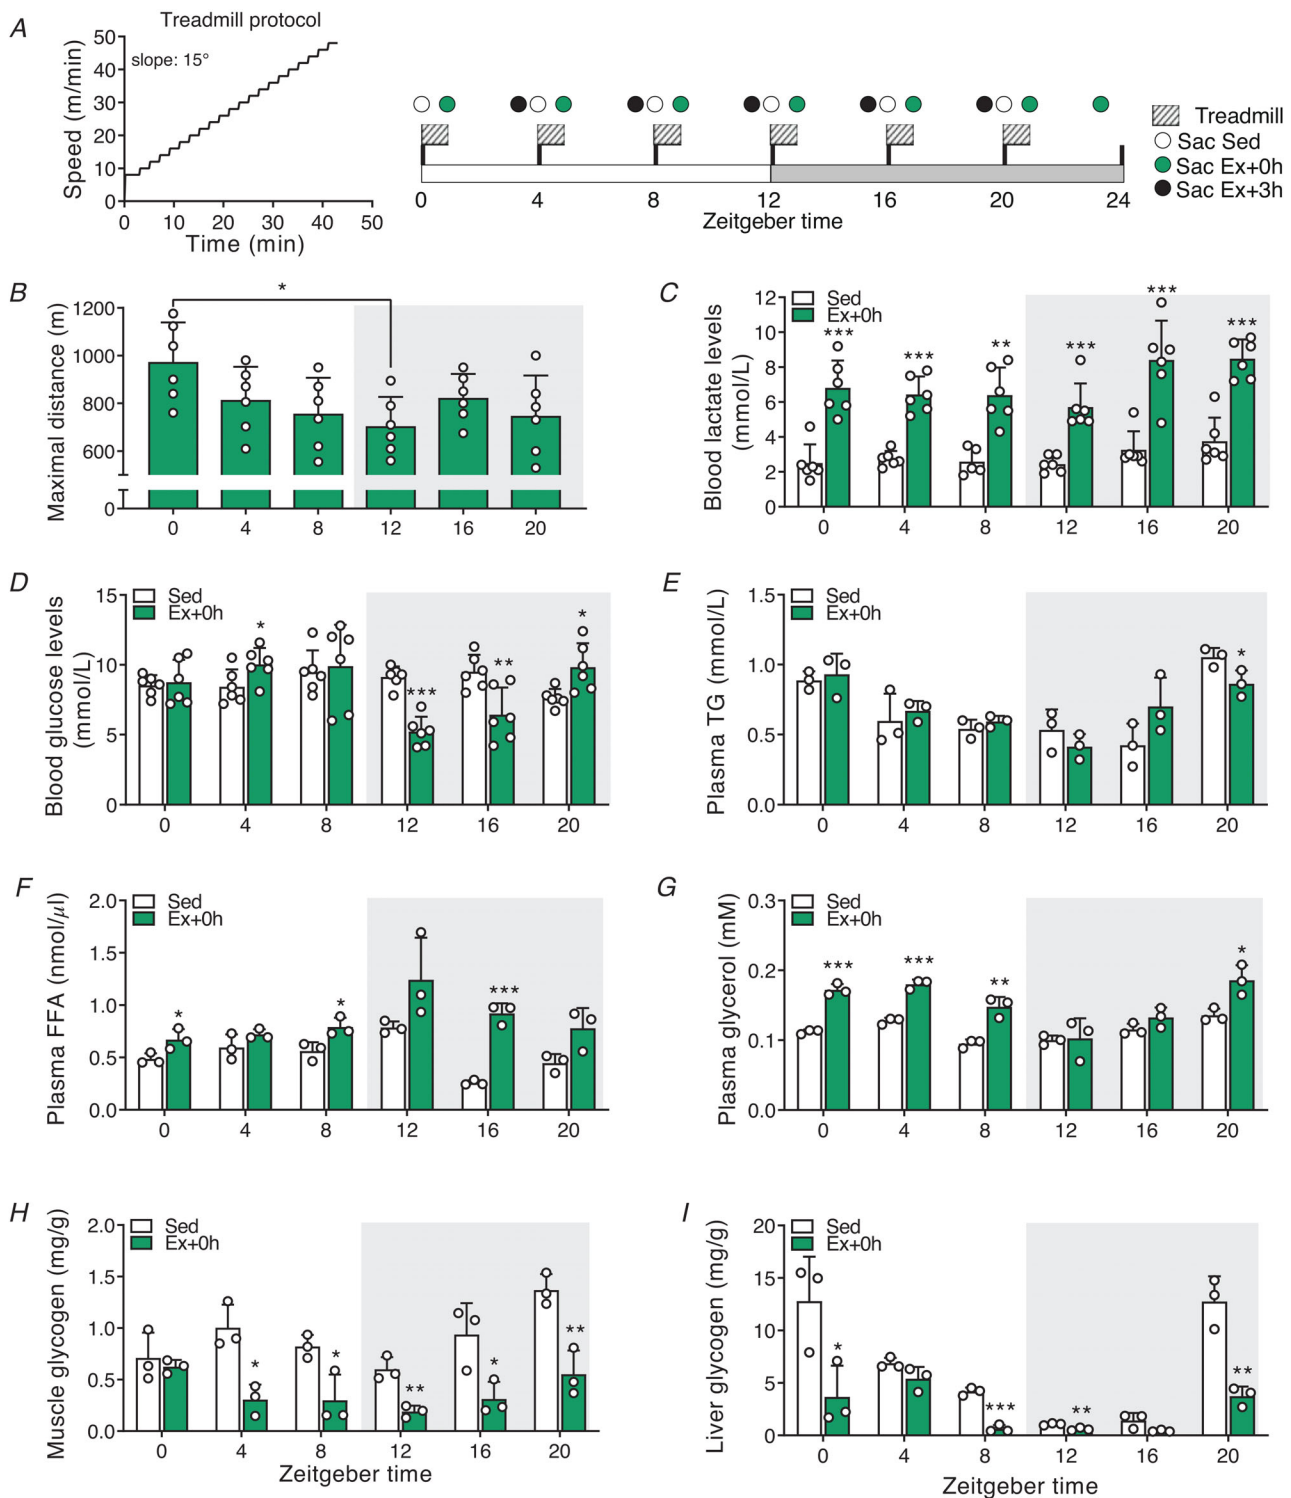 A
Treadmill protocol
slope: 15°
Speed (m/min)
50
40
30
20
10
0
0 10 20 30 40 50
Time (min)
Treadmill
Sac Sed
Sac Ex+0h
Sac Ex+3h
0 4 8 12 16 20 24
Zeitgeber time
B
Maximal distance (m)
1200
1000
800
600
0
*
0 4 8 12 16 20
C
Blood lactate levels
(mmol/L)
12
10
8
6
4
2
0
Sed
Ex+0h
*** *** ** *** *** ***
0 4 8 12 16 20
D
Blood glucose levels
(mmol/L)
15
10
5
0
Sed
Ex+0h
* *** ** *
0 4 8 12 16 20
E
Plasma TG (mmol/L)
1.5
1.0
0.5
0.0
Sed
Ex+0h
*
0 4 8 12 16 20
F
Plasma FFA (nmol/µl)
2.0
1.5
1.0
0.5
0.0
Sed
Ex+0h
* * ***
0 4 8 12 16 20
G
Plasma glycerol (mM)
0.3
0.2
0.1
0.0
Sed
Ex+0h
*** *** ** *
0 4 8 12 16 20
H
Muscle glycogen (mg/g)
2.0
1.5
1.0
0.5
0.0
Sed
Ex+0h
* * ** * **
0 4 8 12 16 20
Zeitgeber time
I
Liver glycogen (mg/g)
20
15
10
5
0
Sed
Ex+0h
* *** ** **
0 4 8 12 16 20
Zeitgeber time